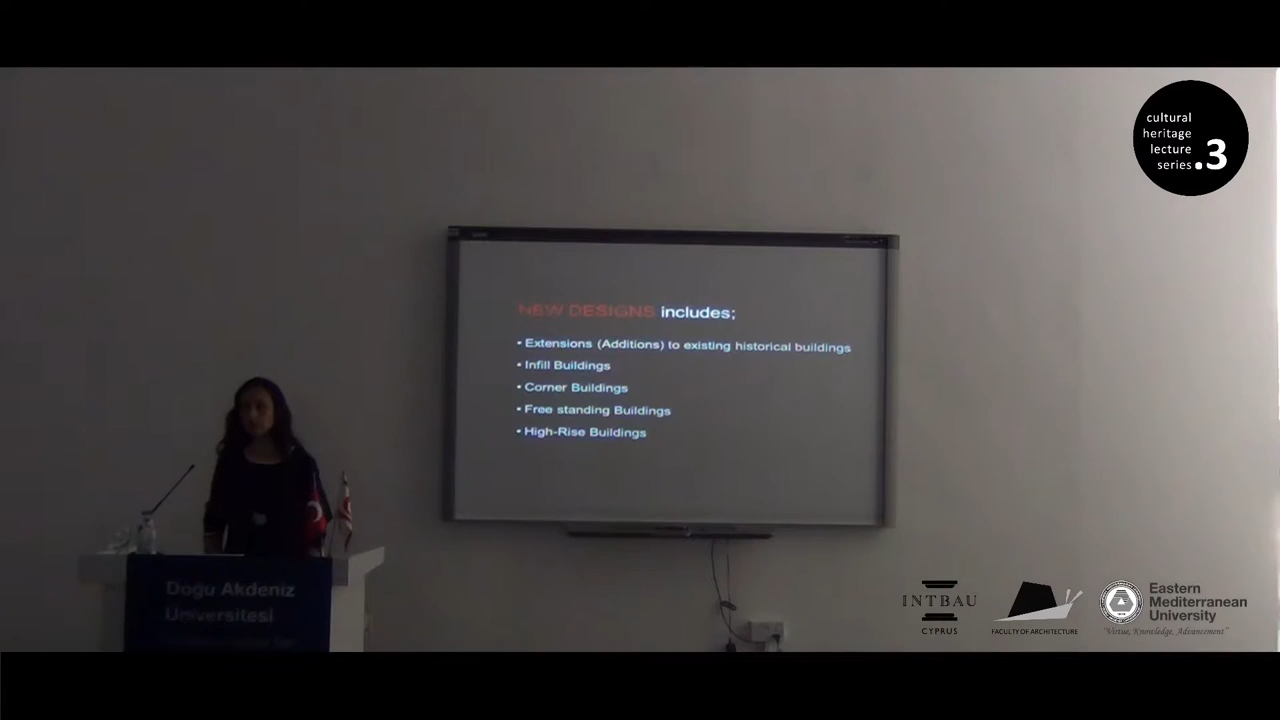 cultural
heritage
lecture
series.3
NEW DESIGNS includes;
• Extensions (Additions) to existing historical buildings
• Infill Buildings
• Corner Buildings
• Free standing Buildings
• High-Rise Buildings
Doğu Akdeniz
Üniversitesi
INTBAU
CYPRUS
FACULTY OF ARCHITECTURE
Eastern
Mediterranean
University
"Virtue, Knowledge, Advancement"